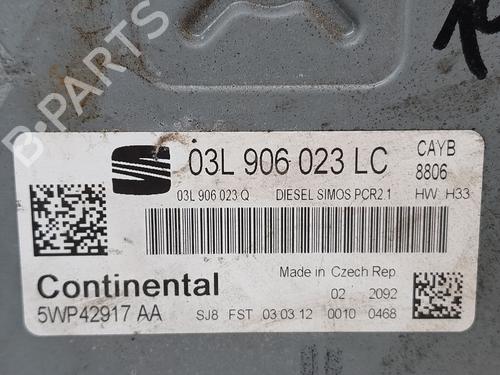 03L 906 023 LC CAYB
8806
03L 906 023 Q DIESEL SIMOS PCR2.1 HW H33
Continental Made in Czech Rep
02 2092
5WP42917 AA SJ8 FST 03 03 12 0010 0468
B-PARTS